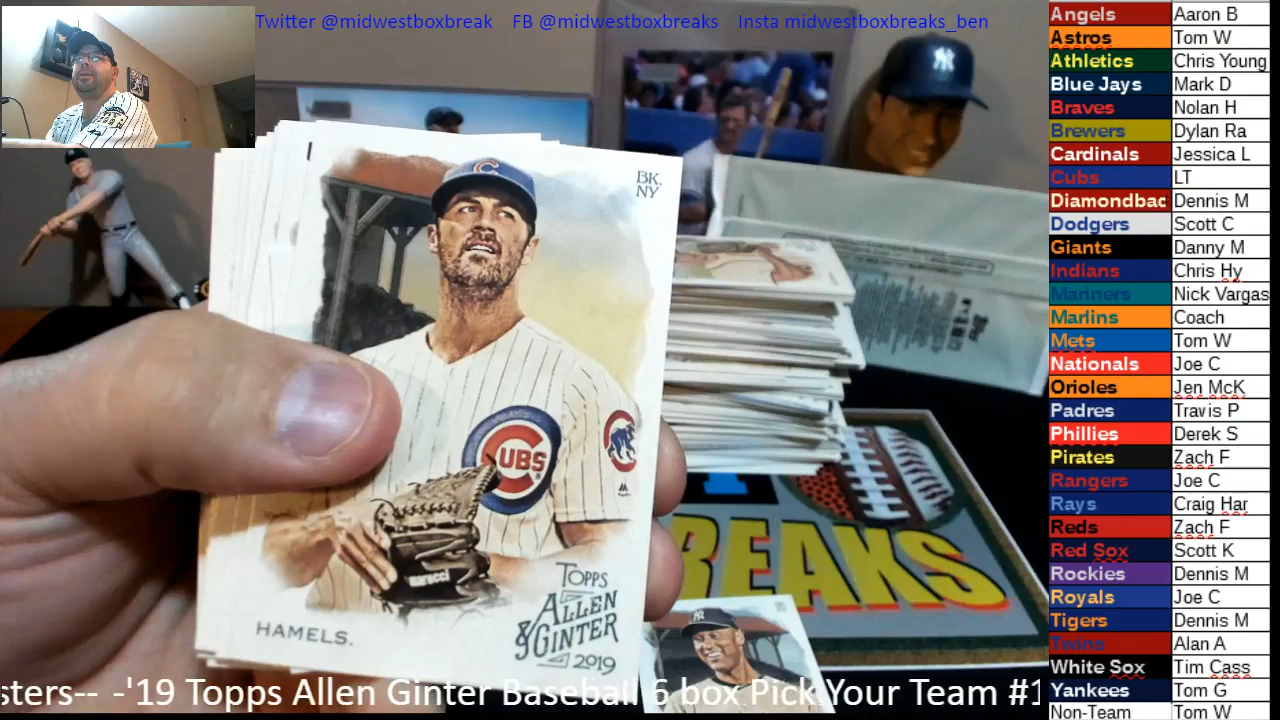 Twitter @midwestboxbreak FB @midwestboxbreaks Insta midwestboxbreaks_ben
Angels Aaron B
Astros Tom W
Athletics Chris Young
Blue Jays Mark D
Braves Nolan H
Brewers Dylan Ra
Cardinals Jessica L
Cubs LT
Diamondbac Dennis M
Dodgers Scott C
Giants Danny M
Indians Chris Hy
Mariners Nick Vargas
Marlins Coach
Mets Tom W
Nationals Joe C
Orioles Jen McK
Padres Travis P
Phillies Derek S
Pirates Zach F
Rangers Joe C
Rays Craig Har
Reds Zach F
Red Sox Scott K
Rockies Dennis M
Royals Joe C
Tigers Dennis M
Twins Alan A
White Sox Tim Cass
Yankees Tom G
Non-Team Tom W
BK,
NY
C
CUBS
NY
marucci
HAMELS.
TOPPS
ALLEN
& GINTER
2019
REAKS
sters-- -'19 Topps Allen Ginter Baseball 6 box Pick Your Team #1